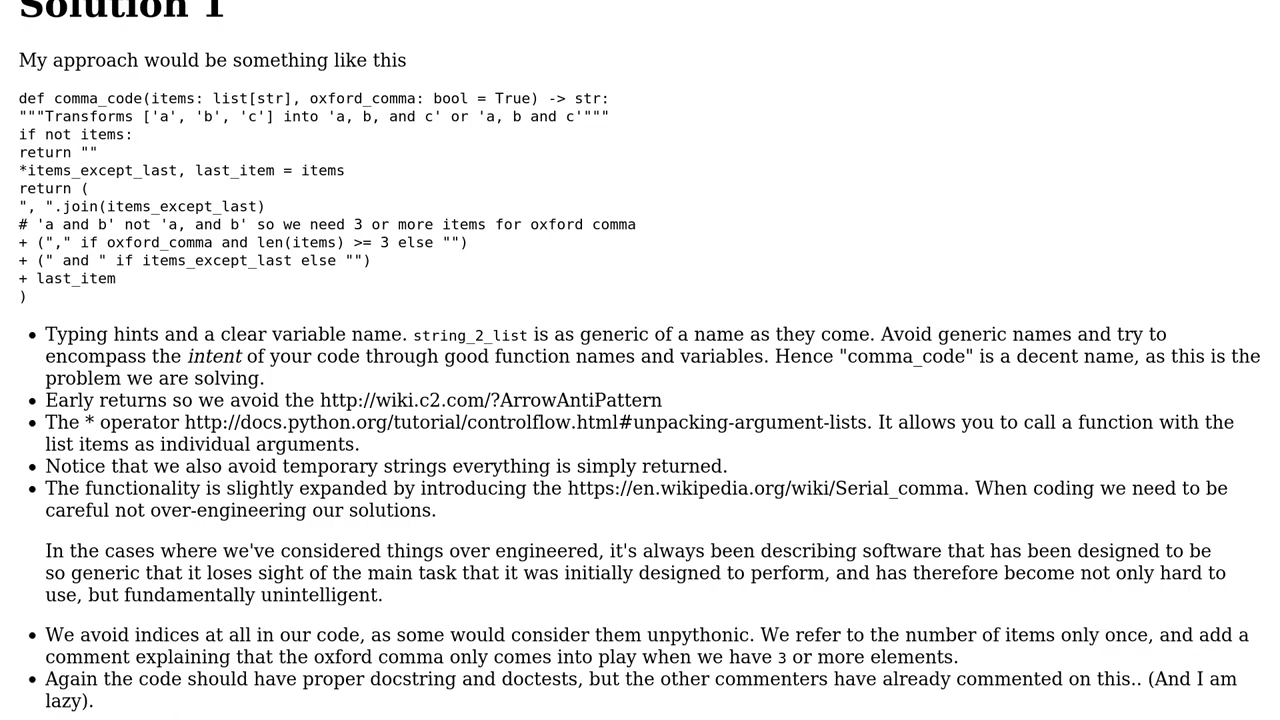 Solution 1
My approach would be something like this
def comma_code(items: list[str], oxford_comma: bool = True) -> str:
"""Transforms ['a', 'b', 'c'] into 'a, b, and c' or 'a, b and c'"""
if not items:
return ""
*items_except_last, last_item = items
return (
", ".join(items_except_last)
# 'a and b' not 'a, and b' so we need 3 or more items for oxford comma
+ ("," if oxford_comma and len(items) >= 3 else "")
+ (" and " if items_except_last else "")
+ last_item
)
• Typing hints and a clear variable name. string_2_list is as generic of a name as they come. Avoid generic names and try to
encompass the intent of your code through good function names and variables. Hence "comma_code" is a decent name, as this is the
problem we are solving.
• Early returns so we avoid the http://wiki.c2.com/?ArrowAntiPattern
• The * operator http://docs.python.org/tutorial/controlflow.html#unpacking-argument-lists. It allows you to call a function with the
list items as individual arguments.
• Notice that we also avoid temporary strings everything is simply returned.
• The functionality is slightly expanded by introducing the https://en.wikipedia.org/wiki/Serial_comma. When coding we need to be
careful not over-engineering our solutions.
In the cases where we've considered things over engineered, it's always been describing software that has been designed to be
so generic that it loses sight of the main task that it was initially designed to perform, and has therefore become not only hard to
use, but fundamentally unintelligent.
• We avoid indices at all in our code, as some would consider them unpythonic. We refer to the number of items only once, and add a
comment explaining that the oxford comma only comes into play when we have 3 or more elements.
• Again the code should have proper docstring and doctests, but the other commenters have already commented on this.. (And I am
lazy).